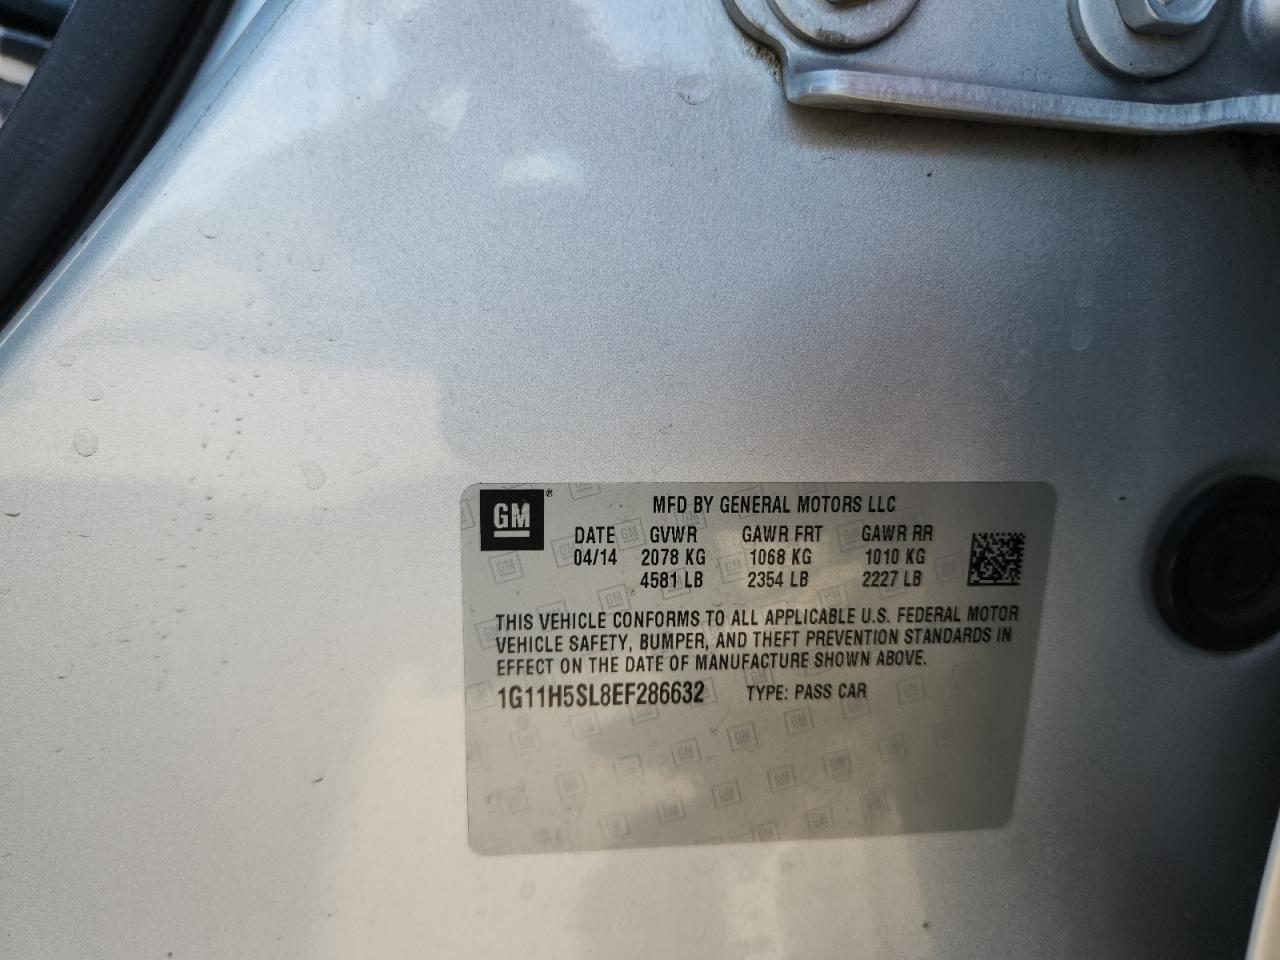 GM®
MFD BY GENERAL MOTORS LLC
DATE GVWR GAWR FRT GAWR RR
04/14 2078 KG 1068 KG 1010 KG
4581 LB 2354 LB 2227 LB
THIS VEHICLE CONFORMS TO ALL APPLICABLE U.S. FEDERAL MOTOR
VEHICLE SAFETY, BUMPER, AND THEFT PREVENTION STANDARDS IN
EFFECT ON THE DATE OF MANUFACTURE SHOWN ABOVE.
1G11H5SL8EF286632 TYPE: PASS CAR